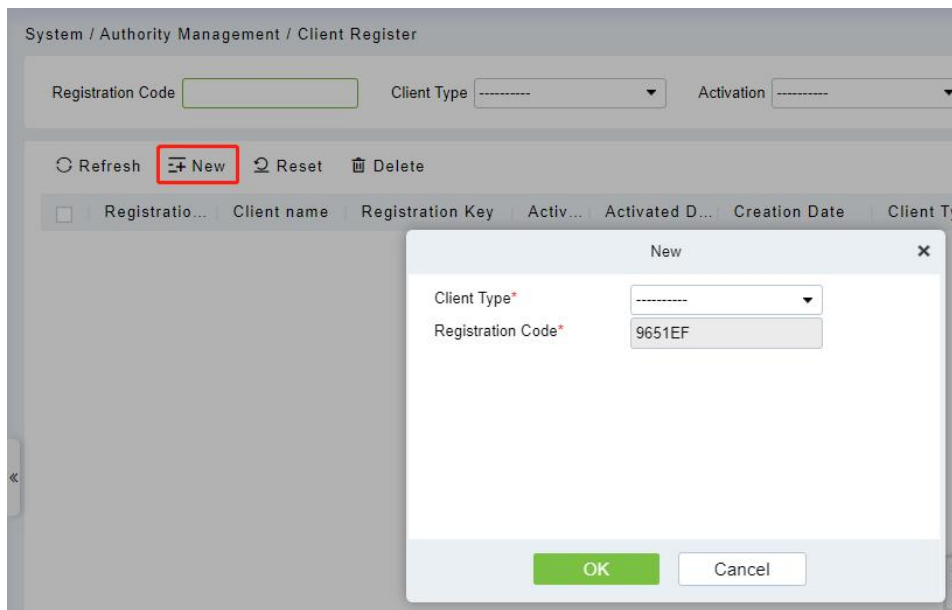 System / Authority Management / Client Register
Registration Code Client Type ---------- Activation ----------
Refresh New Reset Delete
Registratio... Client name Registration Key Activ... Activated D... Creation Date Client Ty
New
Client Type* ----------
Registration Code* 9651EF
OK Cancel